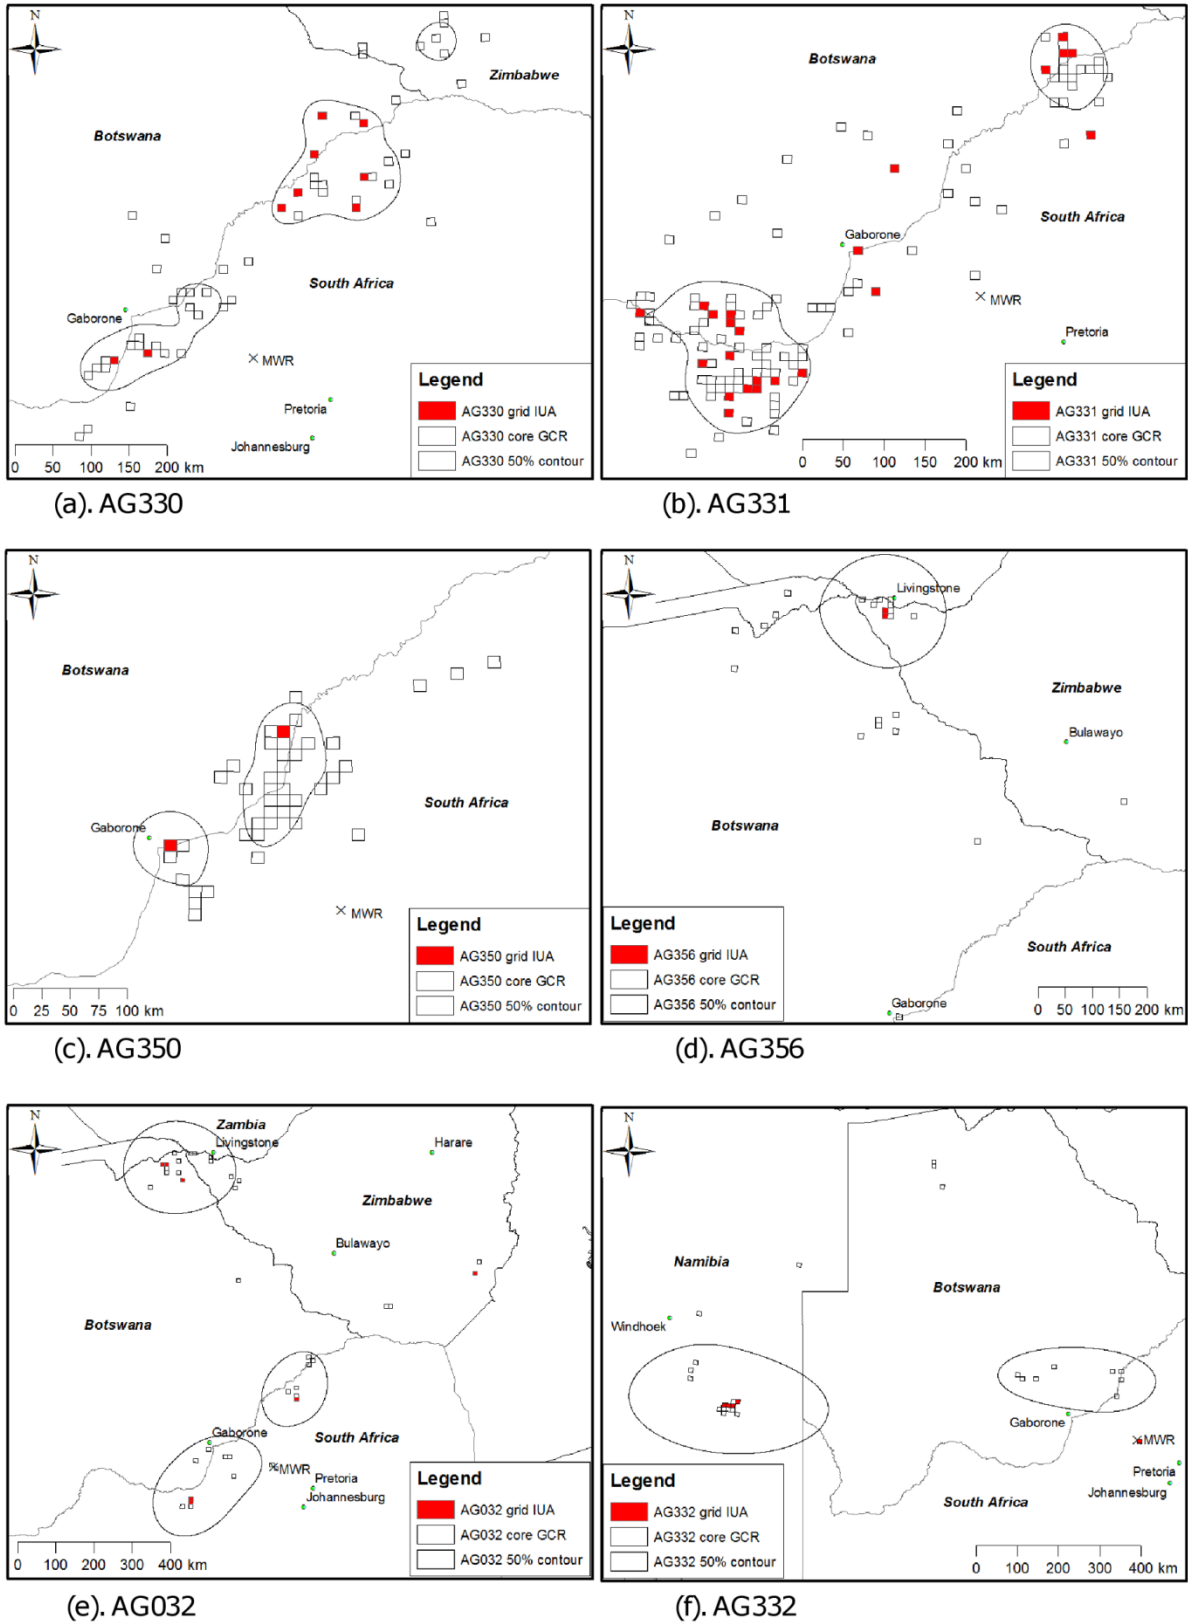 N
Zimbabwe
Botswana
South Africa
Gaborone
MWR
Pretoria
Johannesburg
Legend
AG330 grid IUA
AG330 core GCR
AG330 50% contour
0 50 100 150 200 km
(a). AG330
N
Botswana
South Africa
Gaborone
MWR
Pretoria
Legend
AG331 grid IUA
AG331 core GCR
AG331 50% contour
0 50 100 200 km
(b). AG331
N
Botswana
South Africa
Gaborone
MWR
Legend
AG350 grid IUA
AG350 core GCR
AG350 50% contour
0 25 50 75 100 km
(c). AG350
N
Livingstone
Zimbabwe
Bulawayo
Botswana
South Africa
Gaborone
Legend
AG356 grid IUA
AG356 core GCR
AG356 50% contour
0 50 100 150 200 km
(d). AG356
N
Zambia
Livingstone
Harare
Zimbabwe
Bulawayo
Botswana
Gaborone
South Africa
MWR
Pretoria
Johannesburg
Legend
AG032 grid IUA
AG032 core GCR
AG032 50% contour
0 100 200 300 400 km
(e). AG032
N
Namibia
Botswana
Windhoek
Gaborone
MWR
Pretoria
Johannesburg
South Africa
Legend
AG332 grid IUA
AG332 core GCR
AG332 50% contour
0 100 200 300 400 km
(f). AG332